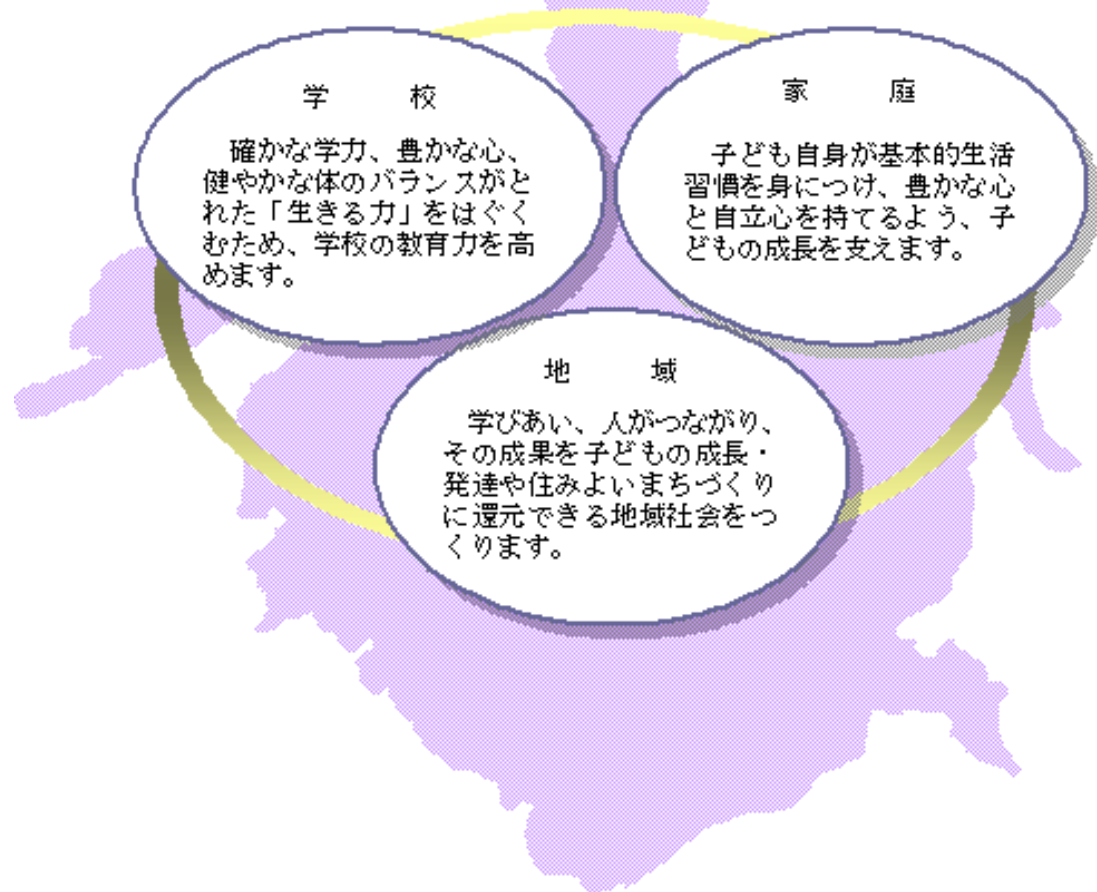 学　校
確かな学力、豊かな心、
健やかな体のバランスがと
れた「生きる力」をはぐく
むため、学校の教育力を高
めます。
家　庭
子ども自身が基本的生活
習慣を身につけ、豊かな心
と自立心を持てるよう、子
どもの成長を支えます。
地　域
学びあい、人がつながり、
その成果を子どもの成長・
発達や住みよいまちづくり
に還元できる地域社会をつ
くります。